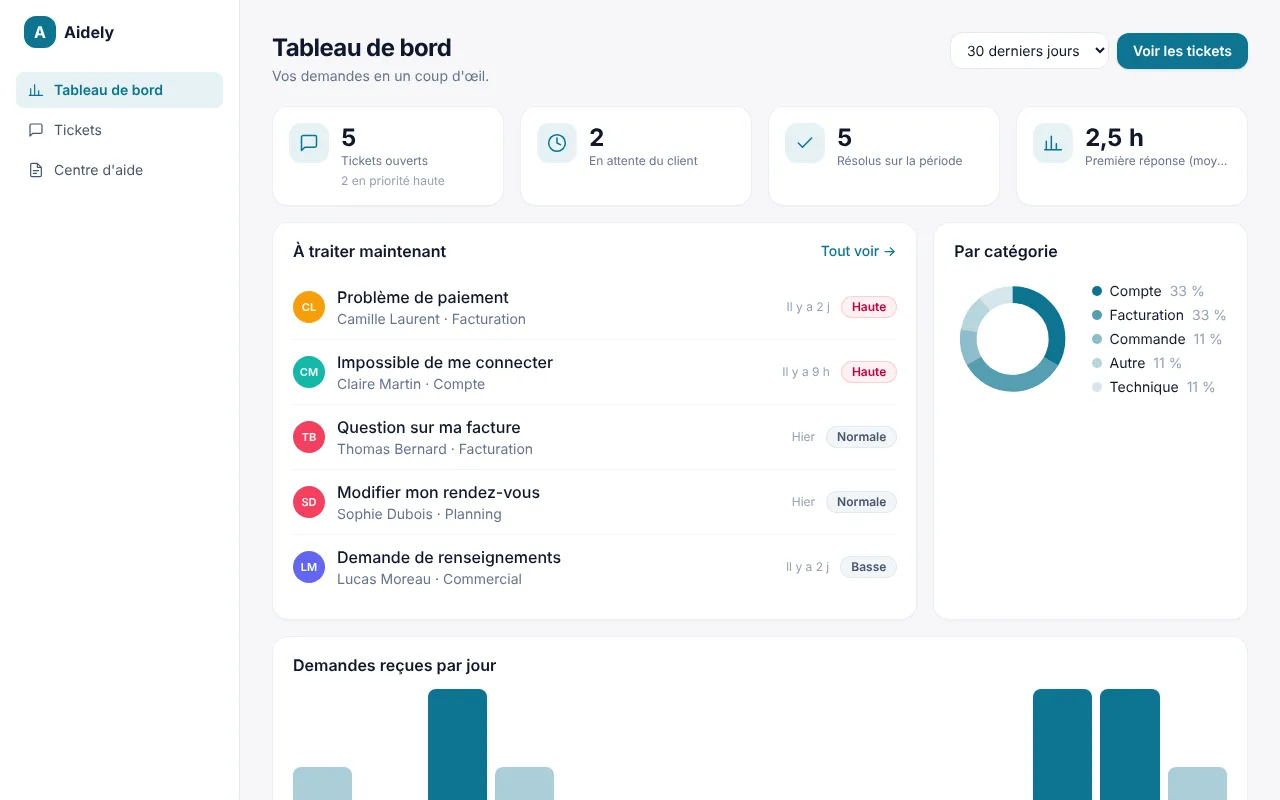 A Aidely
Tableau de bord
Tickets
Centre d'aide
Tableau de bord
Vos demandes en un coup d'œil.
30 derniers jours
Voir les tickets
5
Tickets ouverts
2 en priorité haute
2
En attente du client
5
Résolus sur la période
2,5 h
Première réponse (moy...
À traiter maintenant
Tout voir →
CL
Problème de paiement
Camille Laurent · Facturation
Il y a 2 j
Haute
CM
Impossible de me connecter
Claire Martin · Compte
Il y a 9 h
Haute
TB
Question sur ma facture
Thomas Bernard · Facturation
Hier
Normale
SD
Modifier mon rendez-vous
Sophie Dubois · Planning
Hier
Normale
LM
Demande de renseignements
Lucas Moreau · Commercial
Il y a 2 j
Basse
Par catégorie
Compte 33 %
Facturation 33 %
Commande 11 %
Autre 11 %
Technique 11 %
Demandes reçues par jour